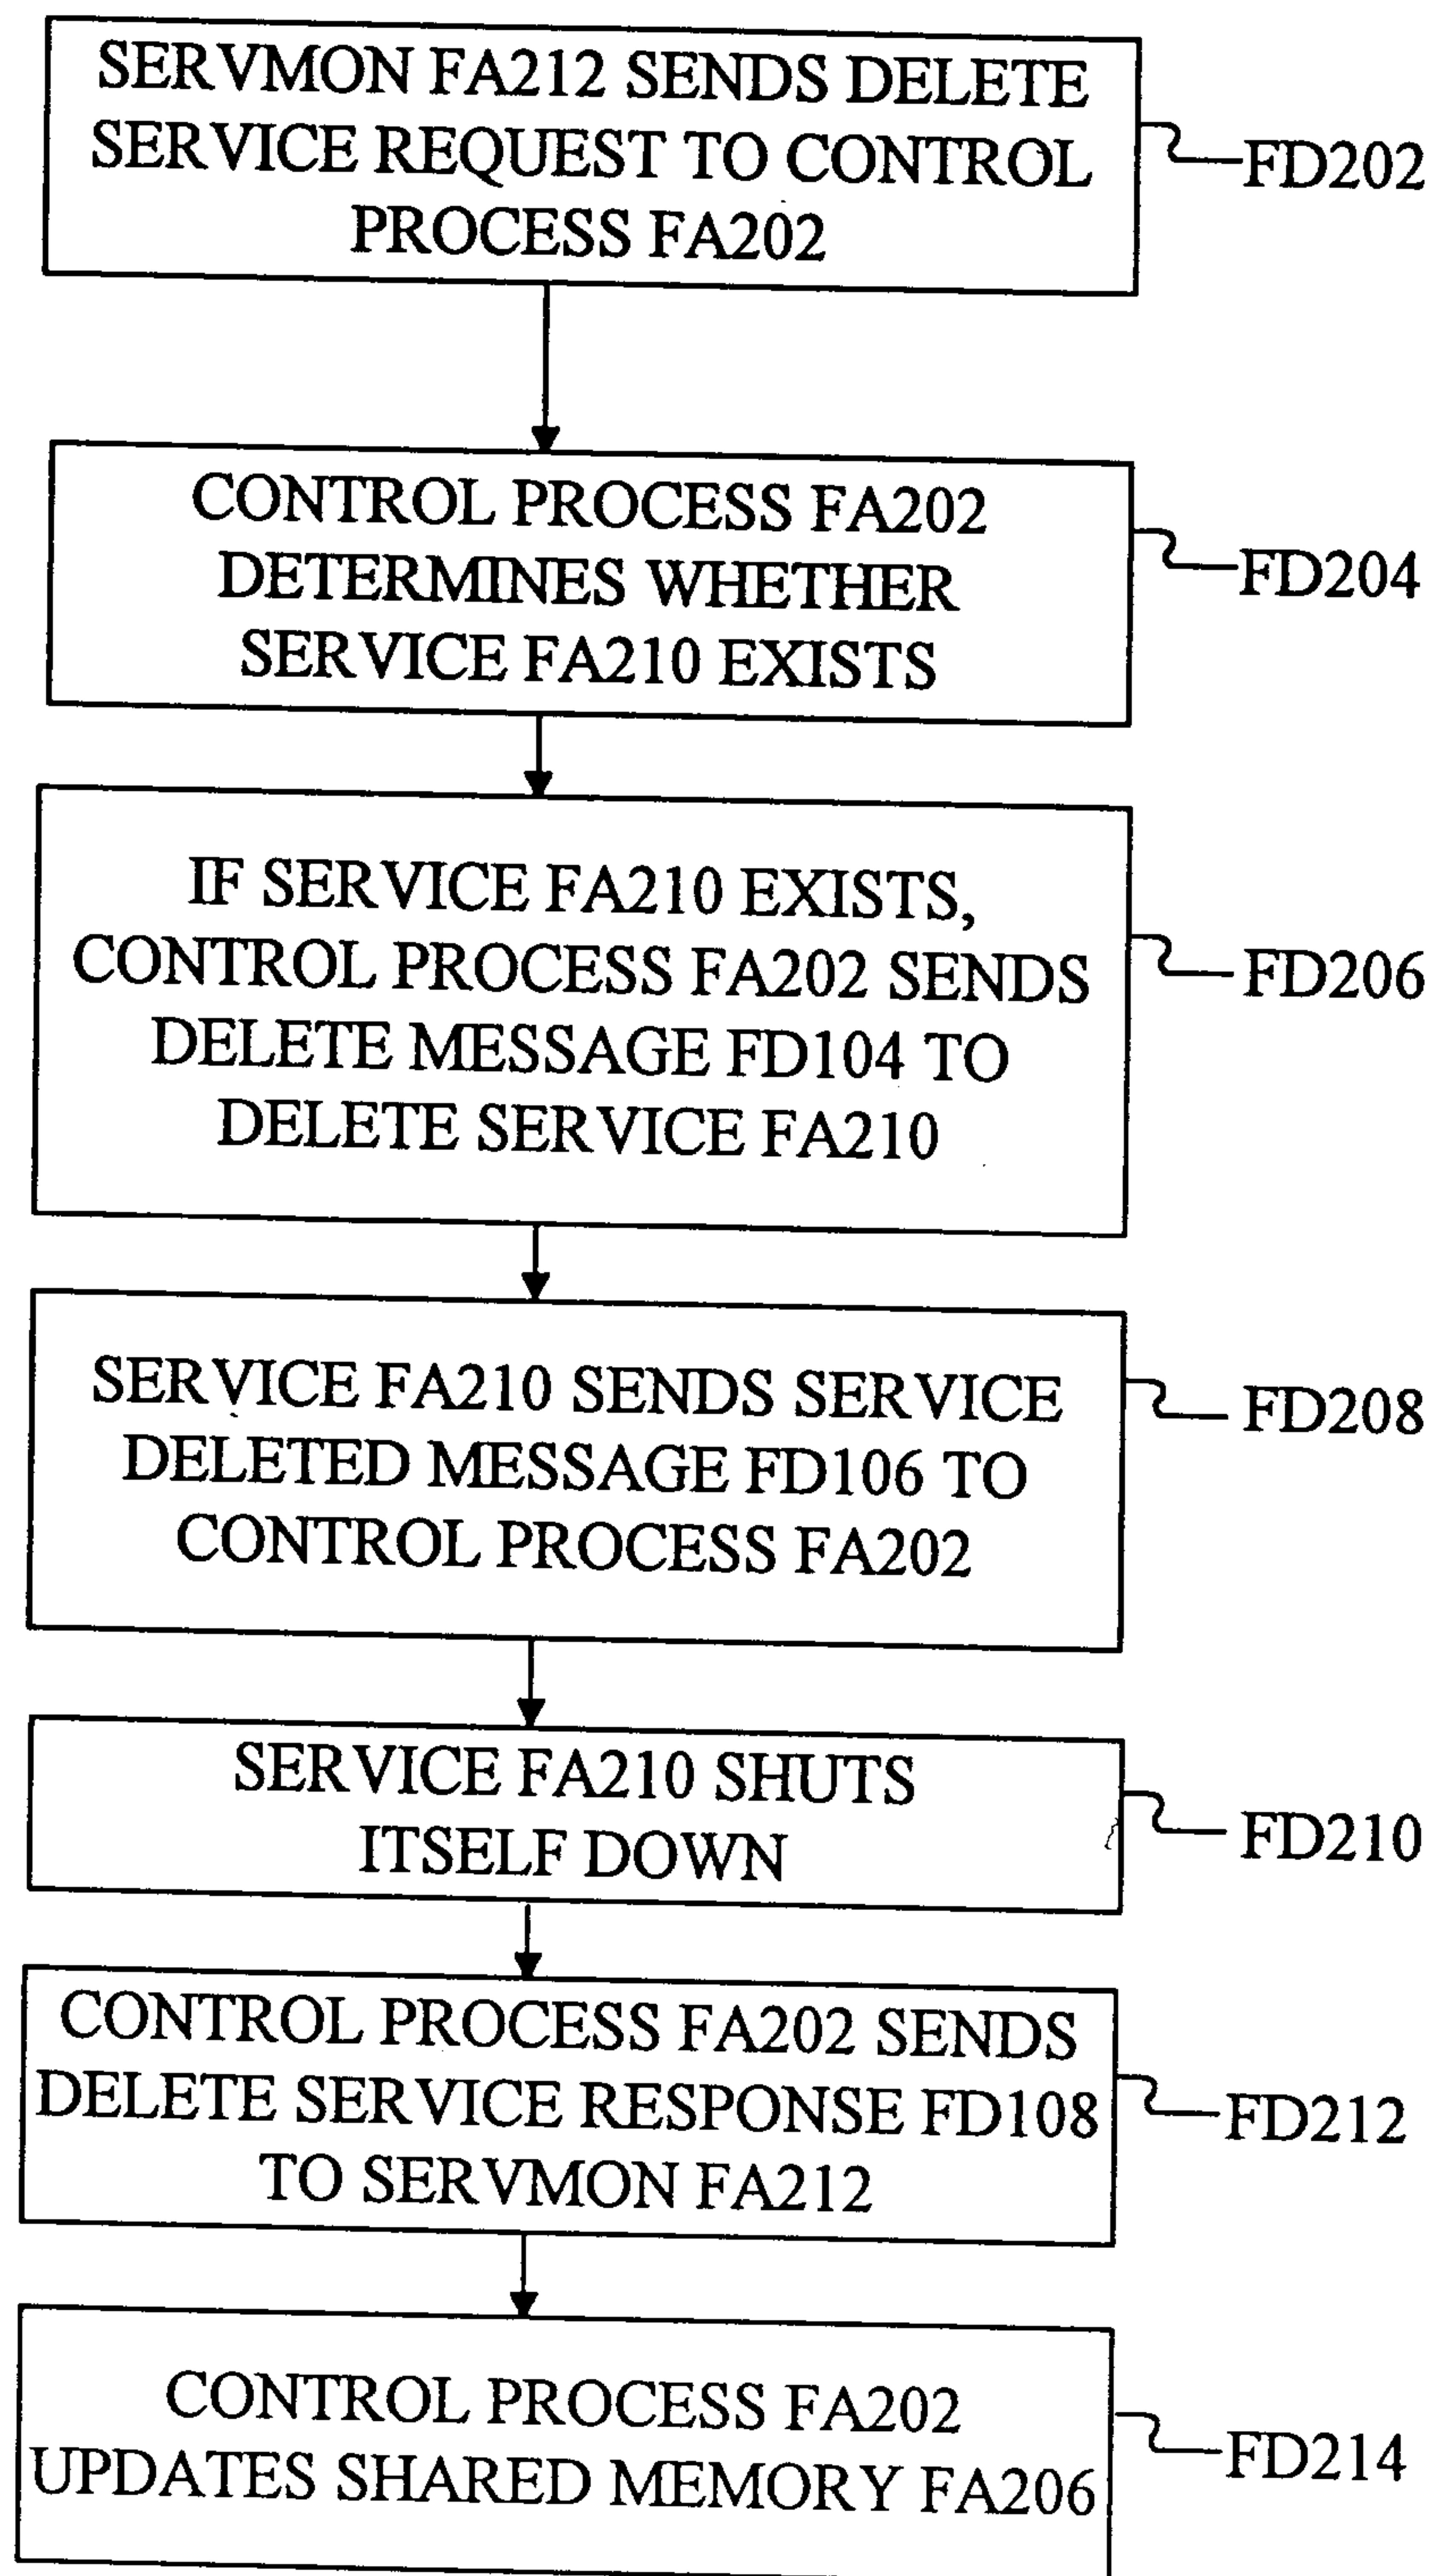 SERVMON FA212 SENDS DELETE
SERVICE REQUEST TO CONTROL
PROCESS FA202
FD202
CONTROL PROCESS FA202
DETERMINES WHETHER
SERVICE FA210 EXISTS
FD204
IF SERVICE FA210 EXISTS,
CONTROL PROCESS FA202 SENDS
DELETE MESSAGE FD104 TO
DELETE SERVICE FA210
FD206
SERVICE FA210 SENDS SERVICE
DELETED MESSAGE FD106 TO
CONTROL PROCESS FA202
FD208
SERVICE FA210 SHUTS
ITSELF DOWN
FD210
CONTROL PROCESS FA202 SENDS
DELETE SERVICE RESPONSE FD108
TO SERVMON FA212
FD212
CONTROL PROCESS FA202
UPDATES SHARED MEMORY FA206
FD214